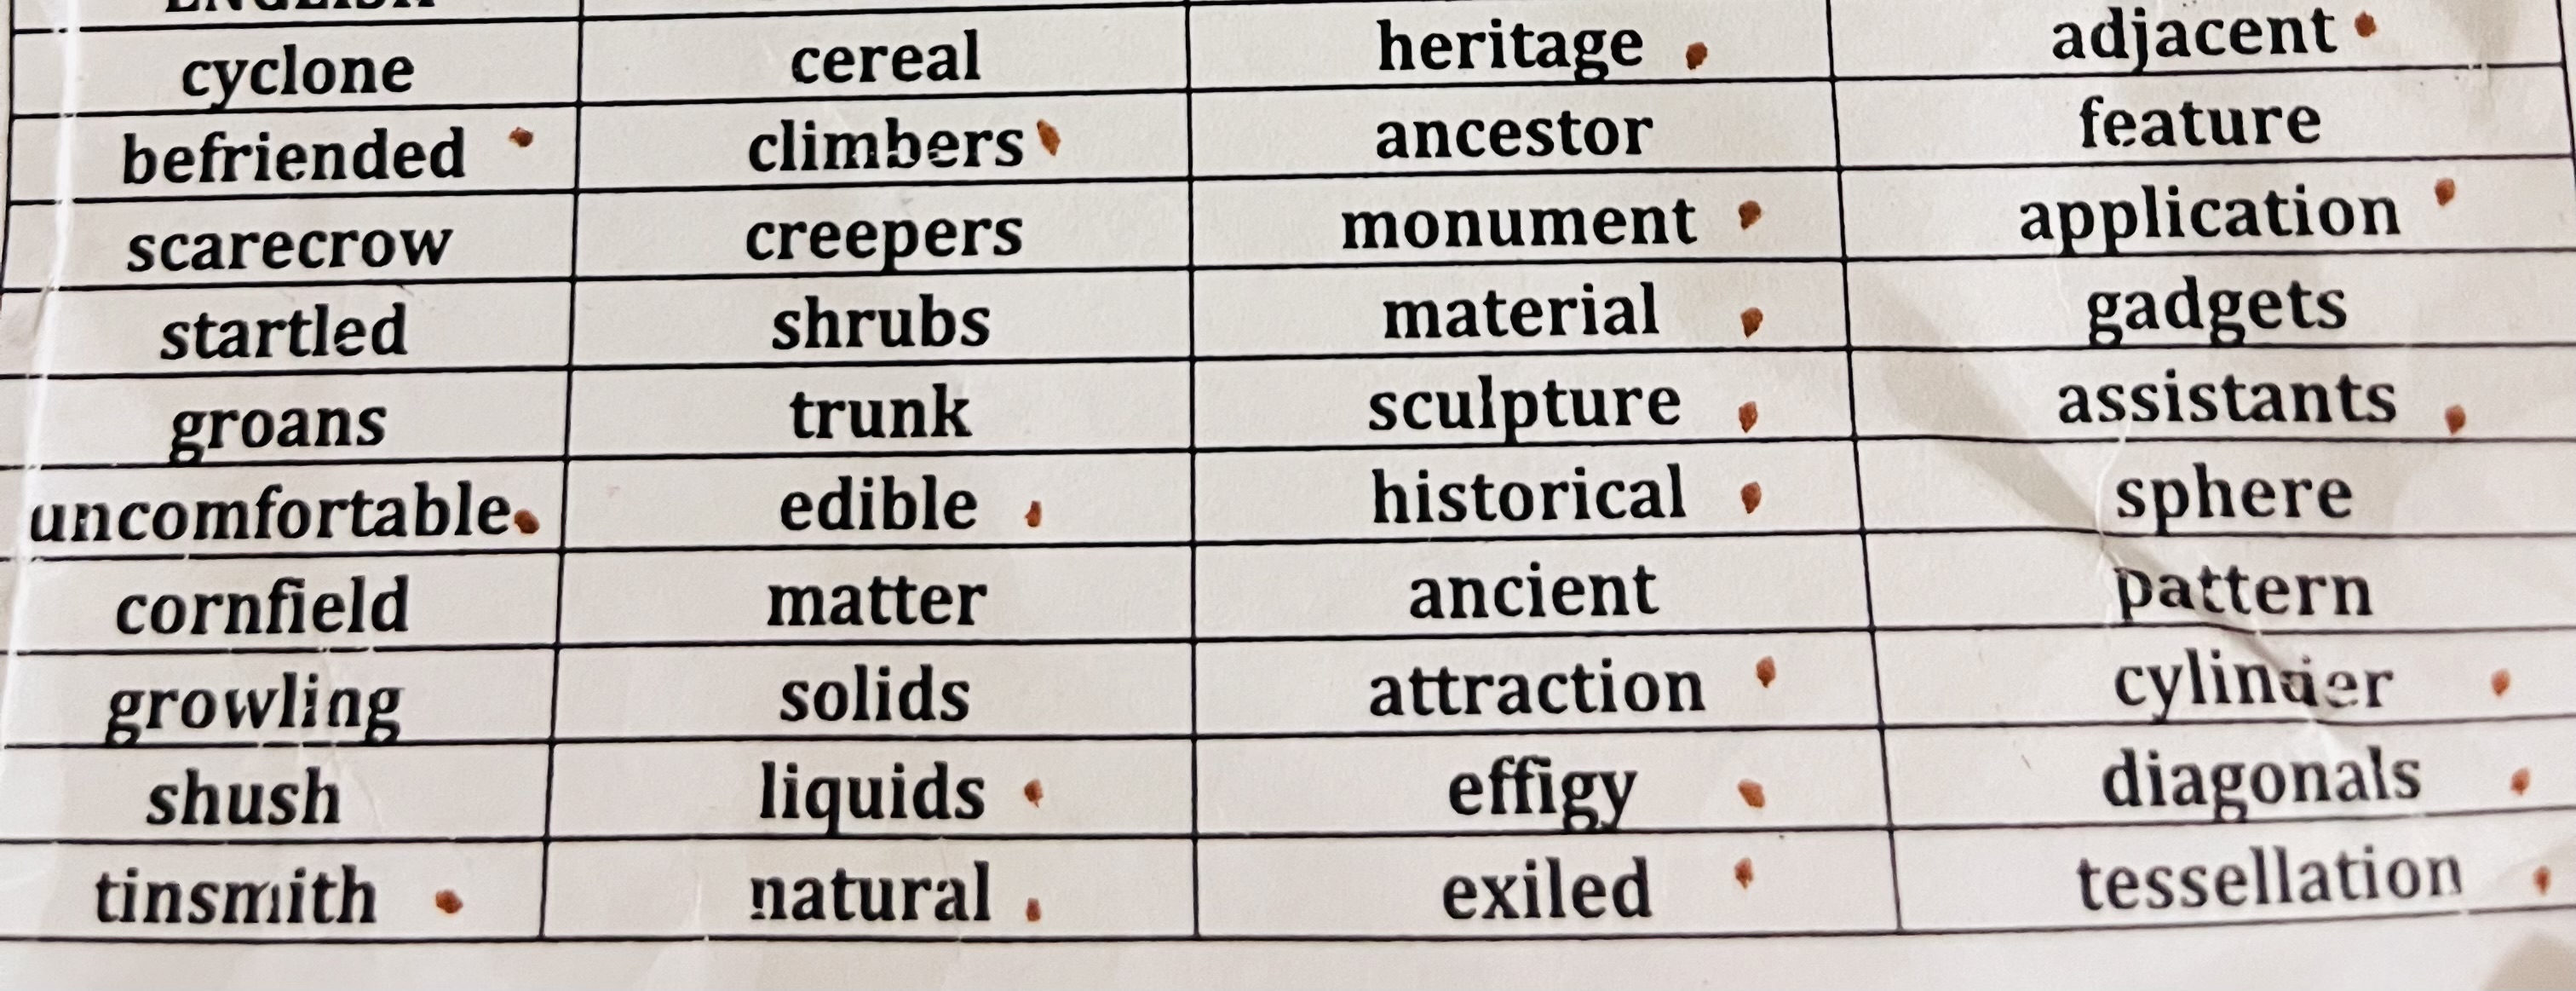 ENGLISH
cyclone cereal heritage adjacent
befriended climbers ancestor feature
scarecrow creepers monument application
startled shrubs material gadgets
groans trunk sculpture assistants
uncomfortable edible historical sphere
cornfield matter ancient pattern
growling solids attraction cylinder
shush liquids effigy diagonals
tinsmith natural exiled tessellation